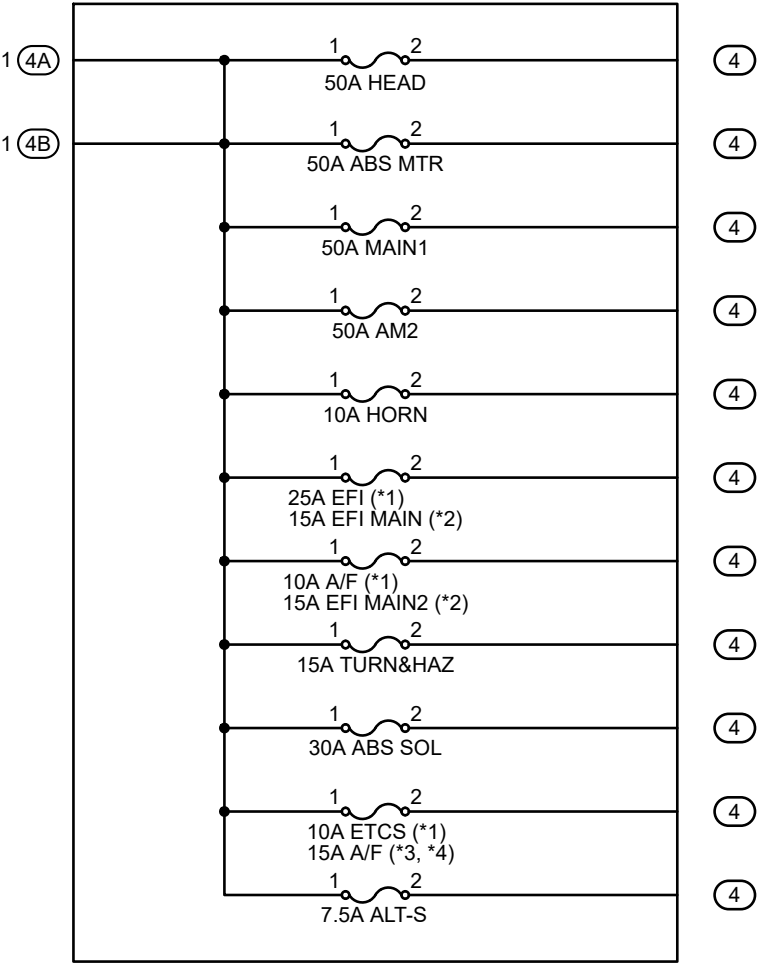 1 4A 1 2 4
50A HEAD
1 4B 1 2 4
50A ABS MTR
1 2 4
50A MAIN1
1 2 4
50A AM2
1 2 4
10A HORN
1 2 4
25A EFI (*1)
15A EFI MAIN (*2)
1 2 4
10A A/F (*1)
15A EFI MAIN2 (*2)
1 2 4
15A TURN&HAZ
1 2 4
30A ABS SOL
1 2 4
10A ETCS (*1)
15A A/F (*3, *4)
1 2 4
7.5A ALT-S